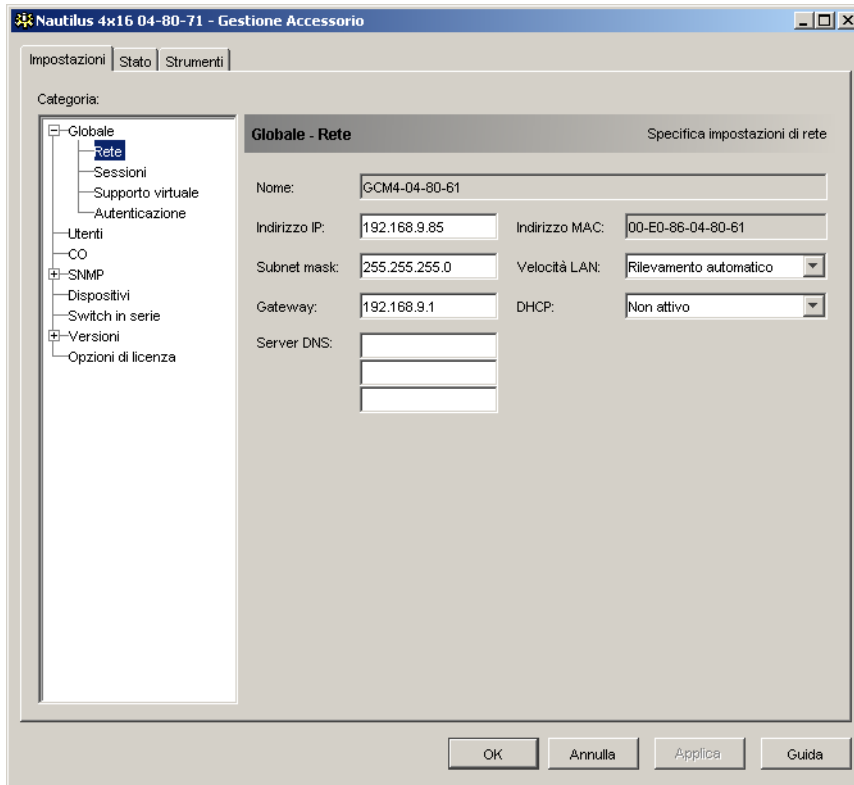 Nautilus 4x16 04-80-71 - Gestione Accessorio
Impostazioni Stato Strumenti
Categoria:
Globale
Rete
Sessioni
Supporto virtuale
Autenticazione
Utenti
CO
SNMP
Dispositivi
Switch in serie
Versioni
Opzioni di licenza
Globale - Rete Specifica impostazioni di rete
Nome: GCM4-04-80-61
Indirizzo IP: 192.168.9.85 Indirizzo MAC: 00-E0-86-04-80-61
Subnet mask: 255.255.255.0 Velocità LAN: Rilevamento automatico
Gateway: 192.168.9.1 DHCP: Non attivo
Server DNS:
OK Annulla Applica Guida